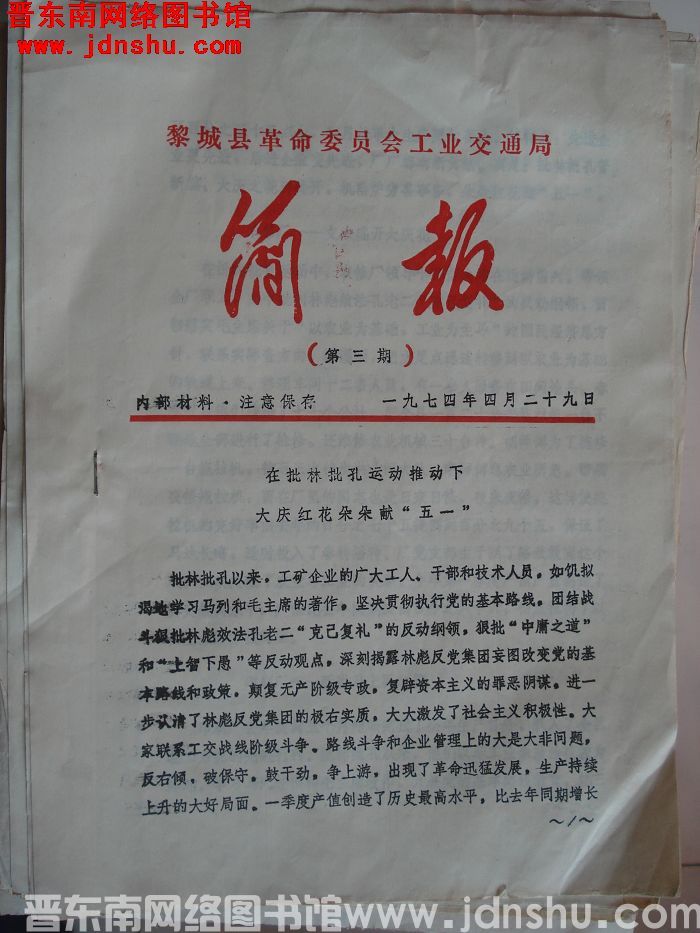 晋东南网络图书馆
www.jdnshu.com
黎城县革命委员会工业交通局
简报
(第三期)
内部材料·注意保存 一九七四年四月二十九日
在批林批孔运动推动下
大庆红花朵朵献“五一”
批林批孔以来，工矿企业的广大工人、干部和技术人员，如饥拟
渴地学习马列和毛主席的著作，坚决贯彻执行党的基本路线。团结战
斗狠批林彪效法孔老二“克己复礼”的反动纲领，狠批“中庸之道”
和“上智下愚”等反动观点，深刻揭露林彪反党集团妄图改变党的基
本路线和政策，颠复无产阶级专政，复辟资本主义的罪恶阴谋。进一
步认清了林彪反党集团的极右实质，大大激发了社会主义积极性。大
家联系工交战线阶级斗争。路线斗争和企业管理上的大是大非问题，
反右倾，破保守，鼓干劲，争上游，出现了革命迅猛发展，生产持续
上升的大好局面。一季度产值创造了历史最高水平，比去年同期增长
～1～
晋东南网络图书馆 www.jdnshu.com